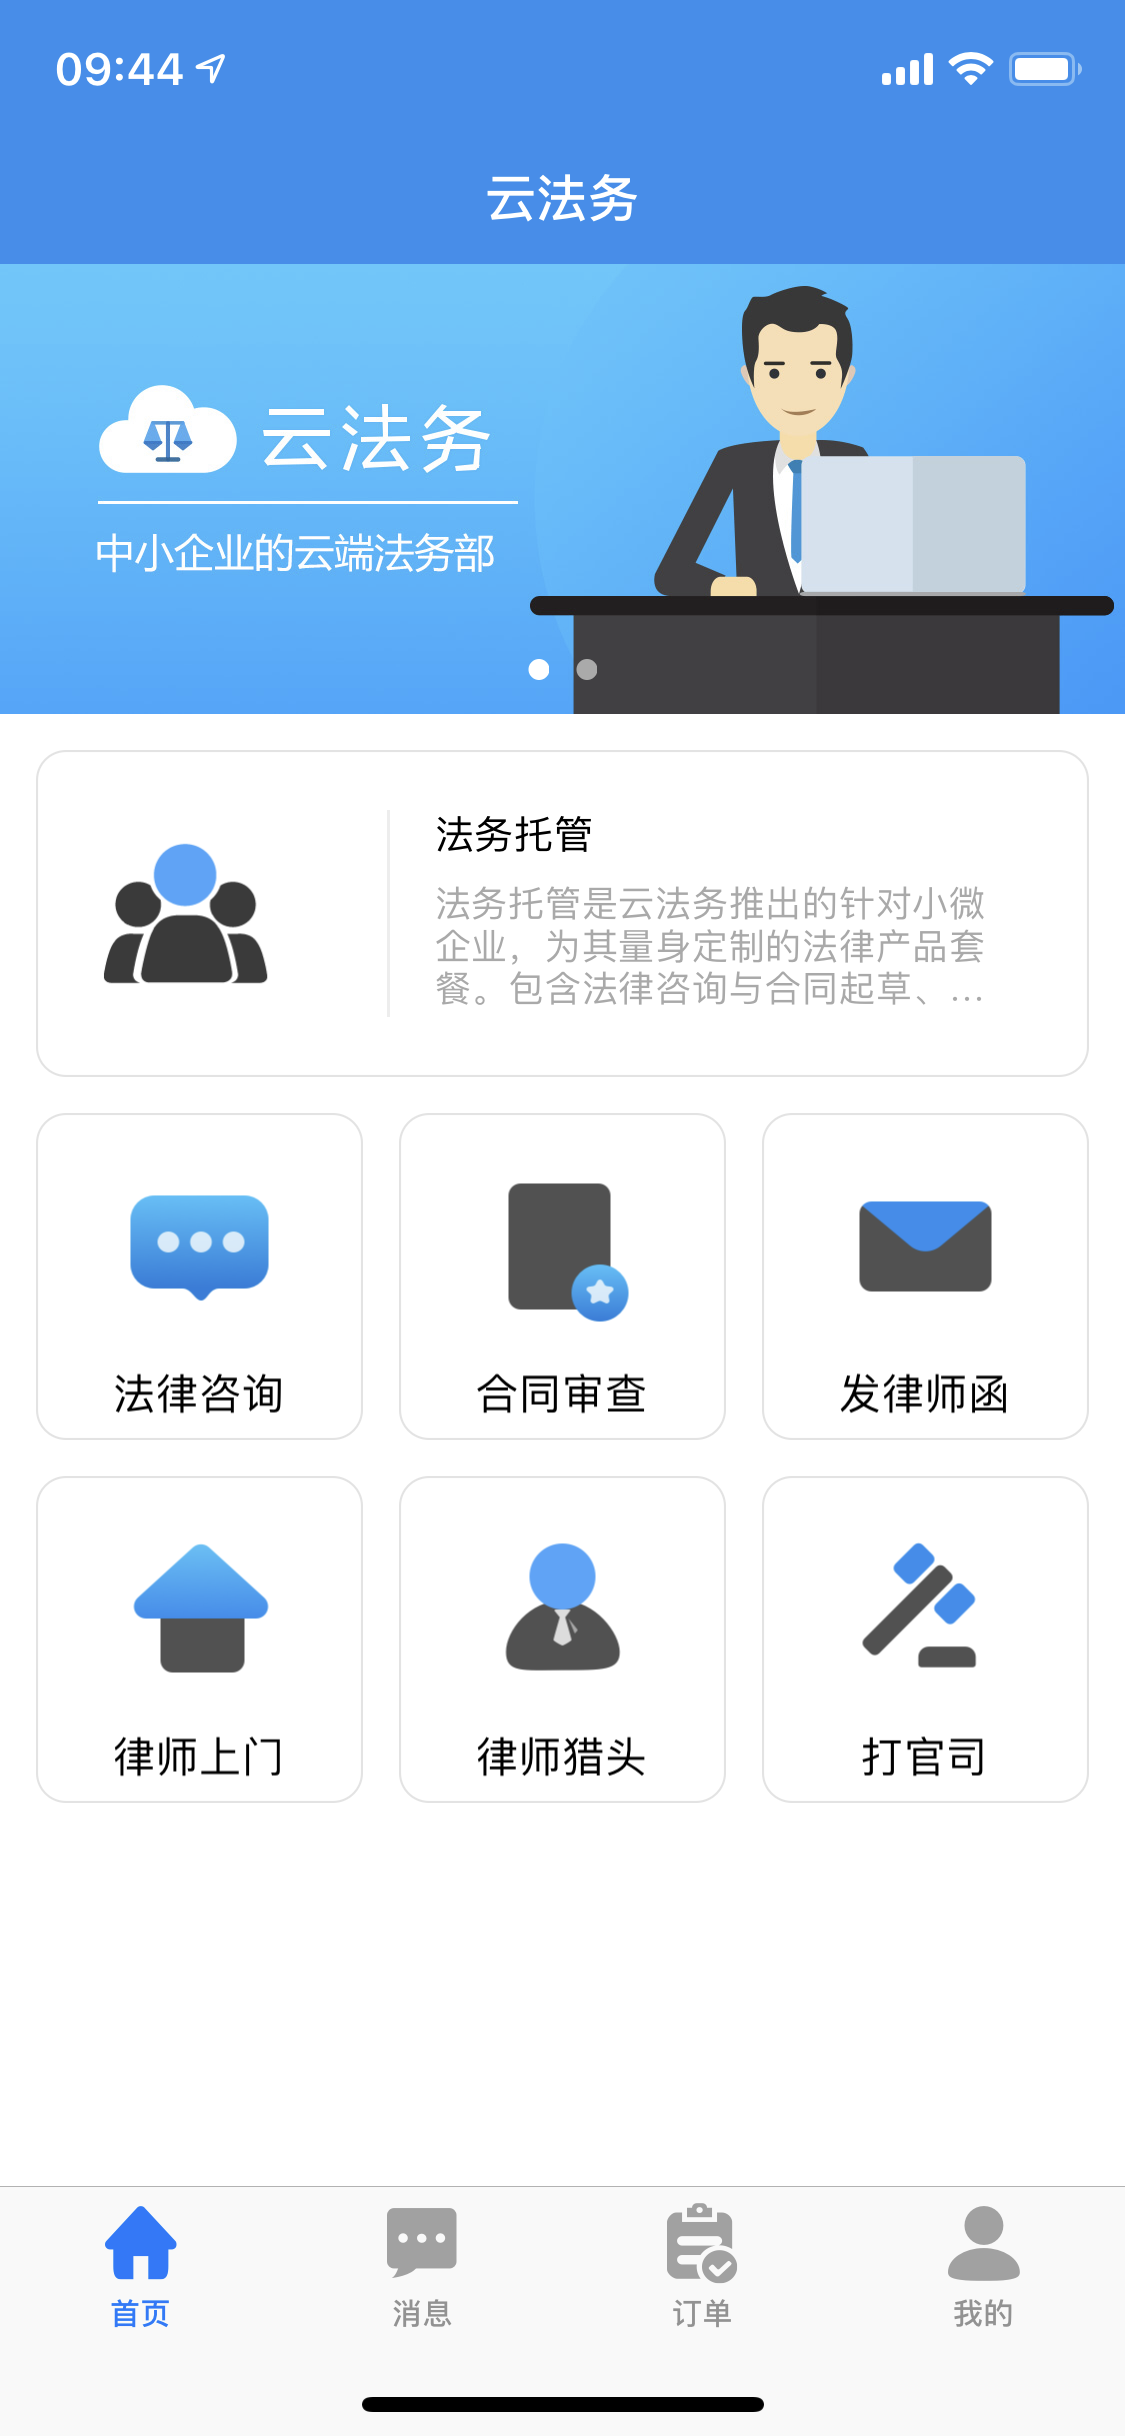 09:44
云法务
云法务
中小企业的云端法务部
法务托管
法务托管是云法务推出的针对小微
企业，为其量身定制的法律产品套
餐。包含法律咨询与合同起草、...
法律咨询
合同审查
发律师函
律师上门
律师猎头
打官司
首页
消息
订单
我的